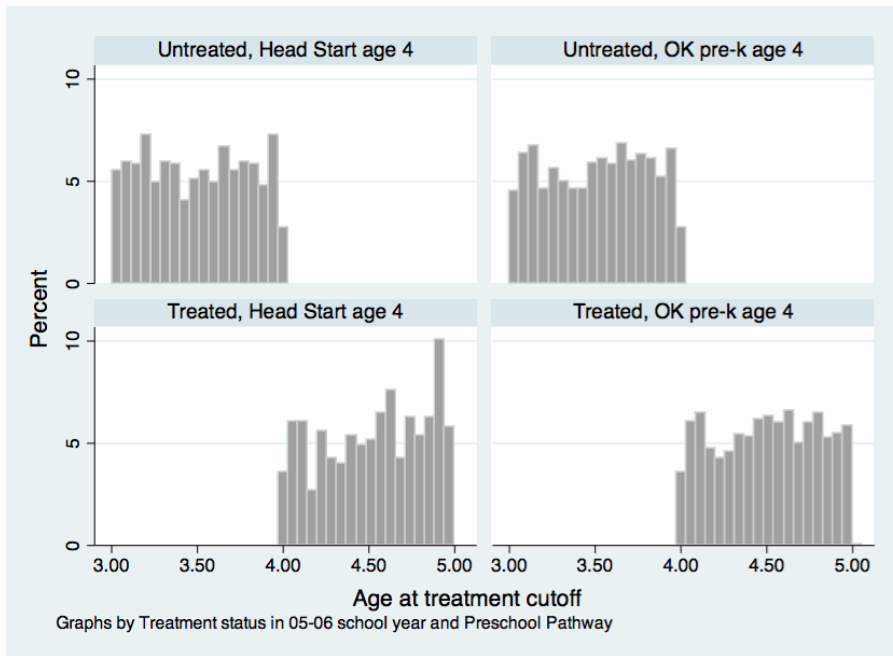 Untreated, Head Start age 4
Untreated, OK pre-k age 4
10
5
0
Treated, Head Start age 4
Treated, OK pre-k age 4
10
5
0
Percent
3.00 3.50 4.00 4.50 5.00 3.00 3.50 4.00 4.50 5.00
Age at treatment cutoff
Graphs by Treatment status in 05-06 school year and Preschool Pathway